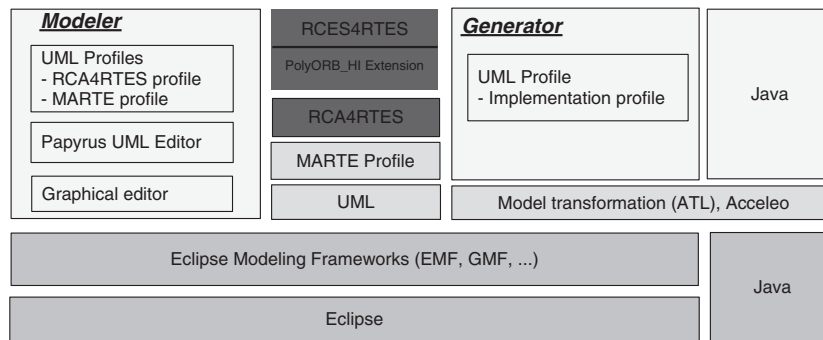 Modeler
UML Profiles
- RCA4RTES profile
- MARTE profile
Papyrus UML Editor
Graphical editor
RCES4RTES
PolyORB_HI Extension
RCA4RTES
MARTE Profile
UML
Generator
UML Profile
- Implementation profile
Java
Model transformation (ATL), Acceleo
Eclipse Modeling Frameworks (EMF, GMF, ...)
Java
Eclipse